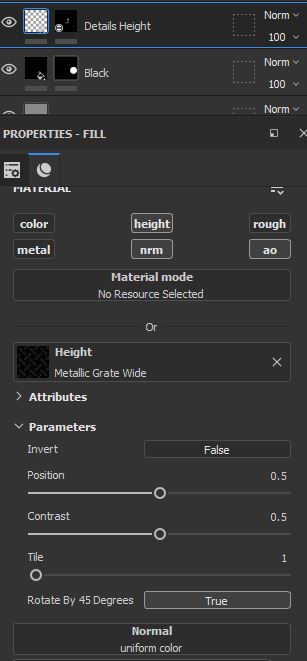 Norm
Details Height
100
Norm
Black
100
Norm
PROPERTIES - FILL
MATERIAL
color height rough
metal nrm ao
Material mode
No Resource Selected
Or
Height
Metallic Grate Wide
Attributes
Parameters
Invert False
Position 0.5
Contrast 0.5
Tile 1
Rotate By 45 Degrees True
Normal
uniform color